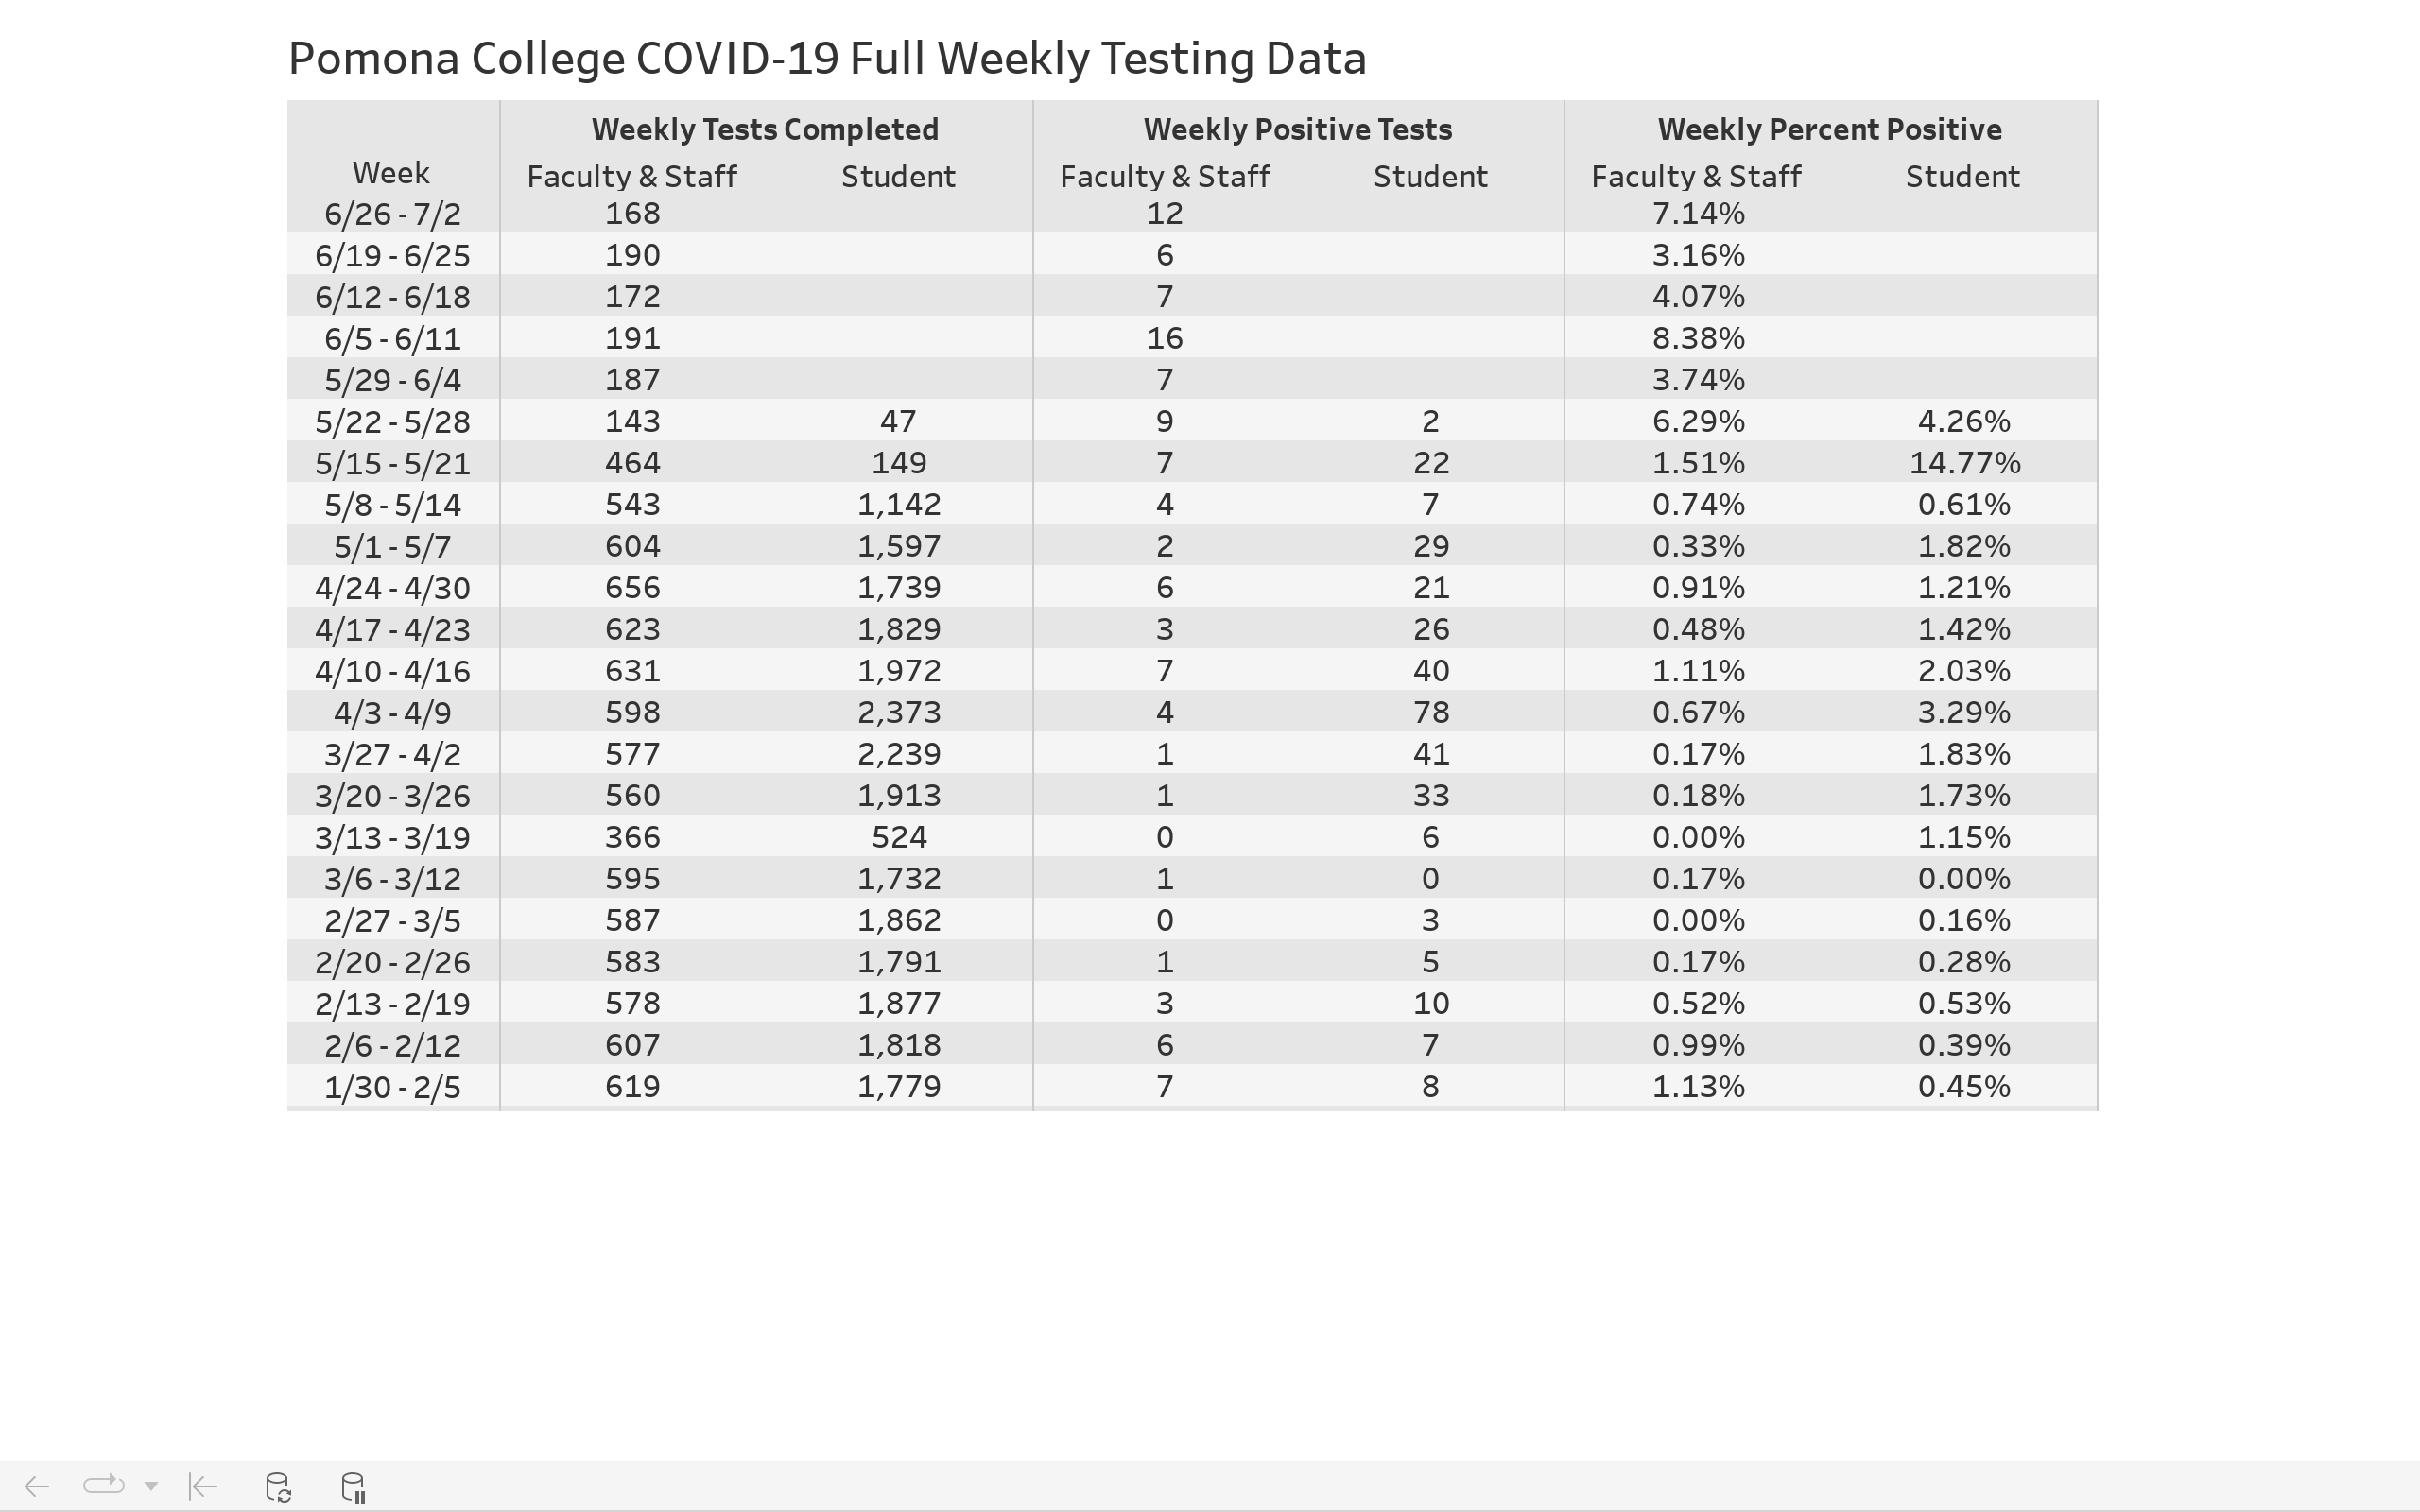 Pomona College COVID-19 Full Weekly Testing Data
Weekly Tests Completed Weekly Positive Tests Weekly Percent Positive
Week Faculty & Staff Student Faculty & Staff Student Faculty & Staff Student
6/26 - 7/2 168 12 7.14%
6/19 - 6/25 190 6 3.16%
6/12 - 6/18 172 7 4.07%
6/5 - 6/11 191 16 8.38%
5/29 - 6/4 187 7 3.74%
5/22 - 5/28 143 47 9 2 6.29% 4.26%
5/15 - 5/21 464 149 7 22 1.51% 14.77%
5/8 - 5/14 543 1,142 4 7 0.74% 0.61%
5/1 - 5/7 604 1,597 2 29 0.33% 1.82%
4/24 - 4/30 656 1,739 6 21 0.91% 1.21%
4/17 - 4/23 623 1,829 3 26 0.48% 1.42%
4/10 - 4/16 631 1,972 7 40 1.11% 2.03%
4/3 - 4/9 598 2,373 4 78 0.67% 3.29%
3/27 - 4/2 577 2,239 1 41 0.17% 1.83%
3/20 - 3/26 560 1,913 1 33 0.18% 1.73%
3/13 - 3/19 366 524 0 6 0.00% 1.15%
3/6 - 3/12 595 1,732 1 0 0.17% 0.00%
2/27 - 3/5 587 1,862 0 3 0.00% 0.16%
2/20 - 2/26 583 1,791 1 5 0.17% 0.28%
2/13 - 2/19 578 1,877 3 10 0.52% 0.53%
2/6 - 2/12 607 1,818 6 7 0.99% 0.39%
1/30 - 2/5 619 1,779 7 8 1.13% 0.45%